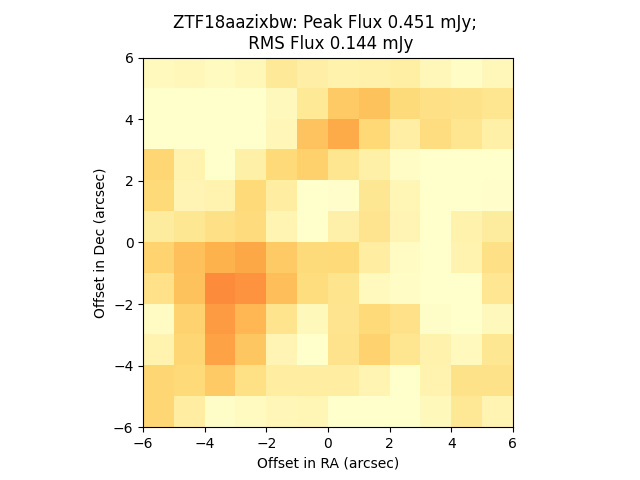 ZTF18aazixbw: Peak Flux 0.451 mJy;
RMS Flux 0.144 mJy
6
4
2
0
−2
−4
−6
Offset in Dec (arcsec)
−6 −4 −2 0 2 4 6
Offset in RA (arcsec)